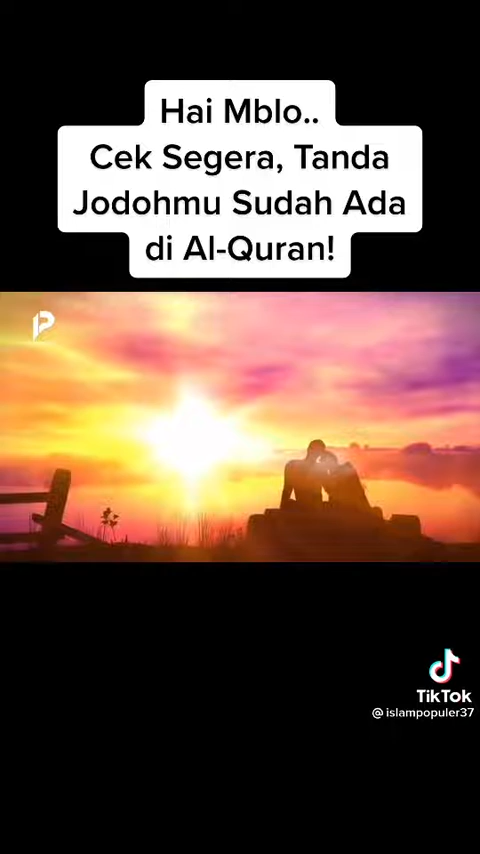 Hai Mblo..
Cek Segera, Tanda
Jodohmu Sudah Ada
di Al-Quran!
TikTok
@islampopuler37